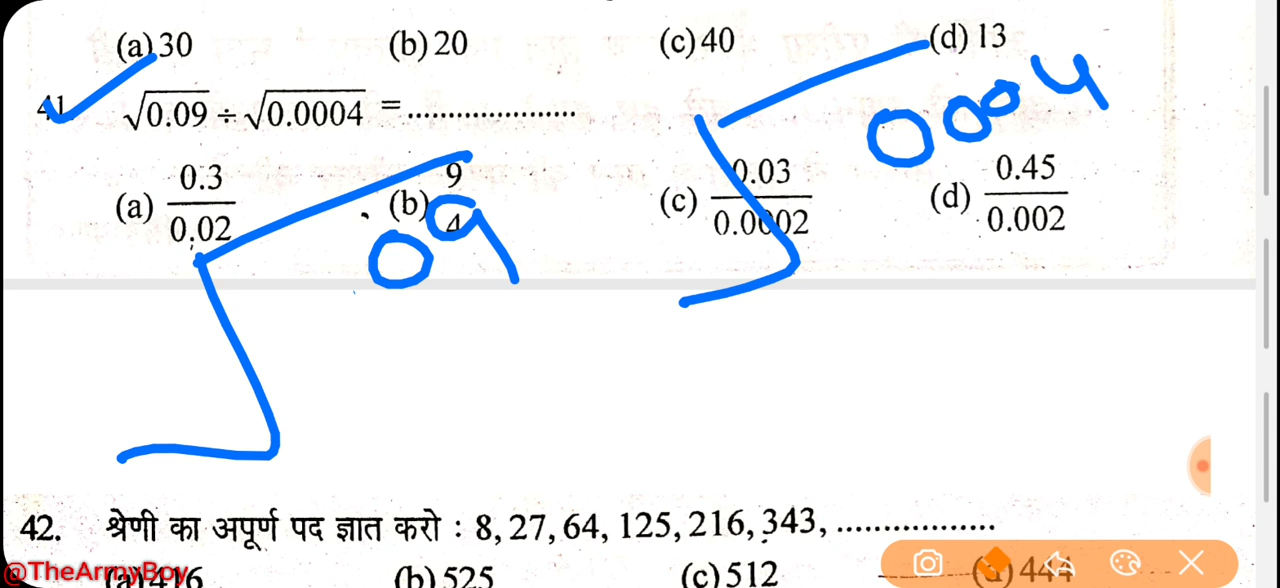 (a) 30 (b) 20 (c) 40 (d) 13
41. √0.09 ÷ √0.0004 = .....................
(a) 0.3/0.02 (b) 9/4 (c) 0.03/0.0002 (d) 0.45/0.002
0004
09
42. श्रेणी का अपूर्ण पद ज्ञात करो : 8, 27, 64, 125, 216, 343, ..................
(a) 416 (b) 525 (c) 512 (d) 444
@TheArmyBoy